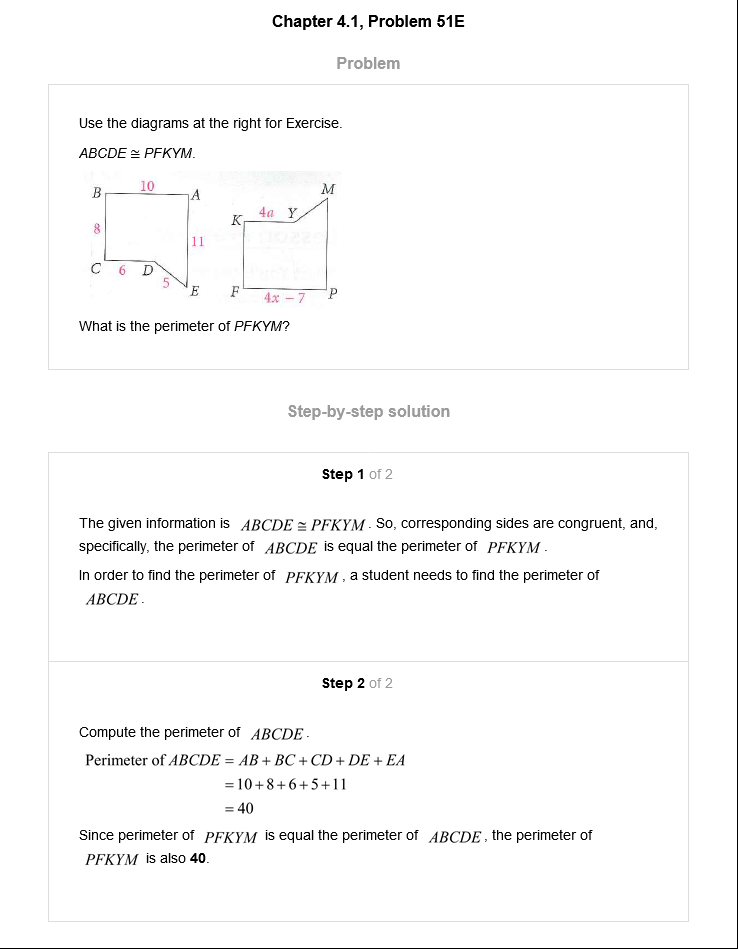 Chapter 4.1, Problem 51E
Problem
Use the diagrams at the right for Exercise.
ABCDE ≅ PFKYM.
B 10 A
8
11
C 6 D
5
E
M
K 4a Y
F 4x − 7 P
What is the perimeter of PFKYM?
Step-by-step solution
Step 1 of 2
The given information is ABCDE ≅ PFKYM . So, corresponding sides are congruent, and,
specifically, the perimeter of ABCDE is equal the perimeter of PFKYM .
In order to find the perimeter of PFKYM , a student needs to find the perimeter of
ABCDE .
Step 2 of 2
Compute the perimeter of ABCDE .
Perimeter of ABCDE = AB + BC + CD + DE + EA
= 10 + 8 + 6 + 5 + 11
= 40
Since perimeter of PFKYM is equal the perimeter of ABCDE , the perimeter of
PFKYM is also 40.